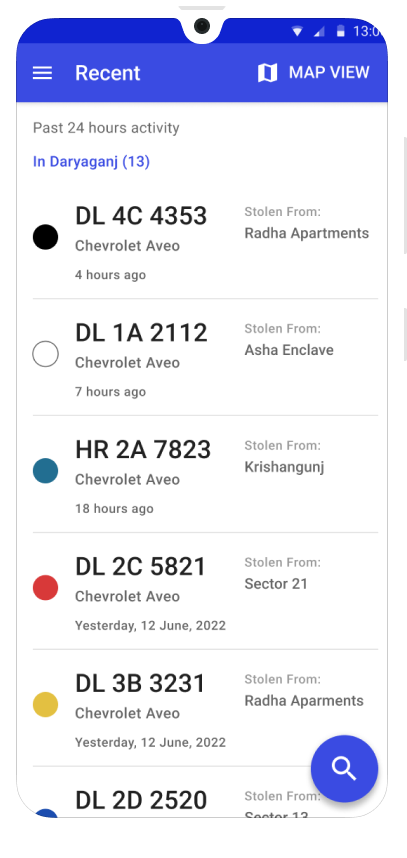 13:0
Recent
MAP VIEW
Past 24 hours activity
In Daryaganj (13)
DL 4C 4353
Chevrolet Aveo
4 hours ago
Stolen From:
Radha Apartments
DL 1A 2112
Chevrolet Aveo
7 hours ago
Stolen From:
Asha Enclave
HR 2A 7823
Chevrolet Aveo
18 hours ago
Stolen From:
Krishangunj
DL 2C 5821
Chevrolet Aveo
Yesterday, 12 June, 2022
Stolen From:
Sector 21
DL 3B 3231
Chevrolet Aveo
Yesterday, 12 June, 2022
Stolen From:
Radha Aparments
DL 2D 2520
Stolen From:
Sector 13